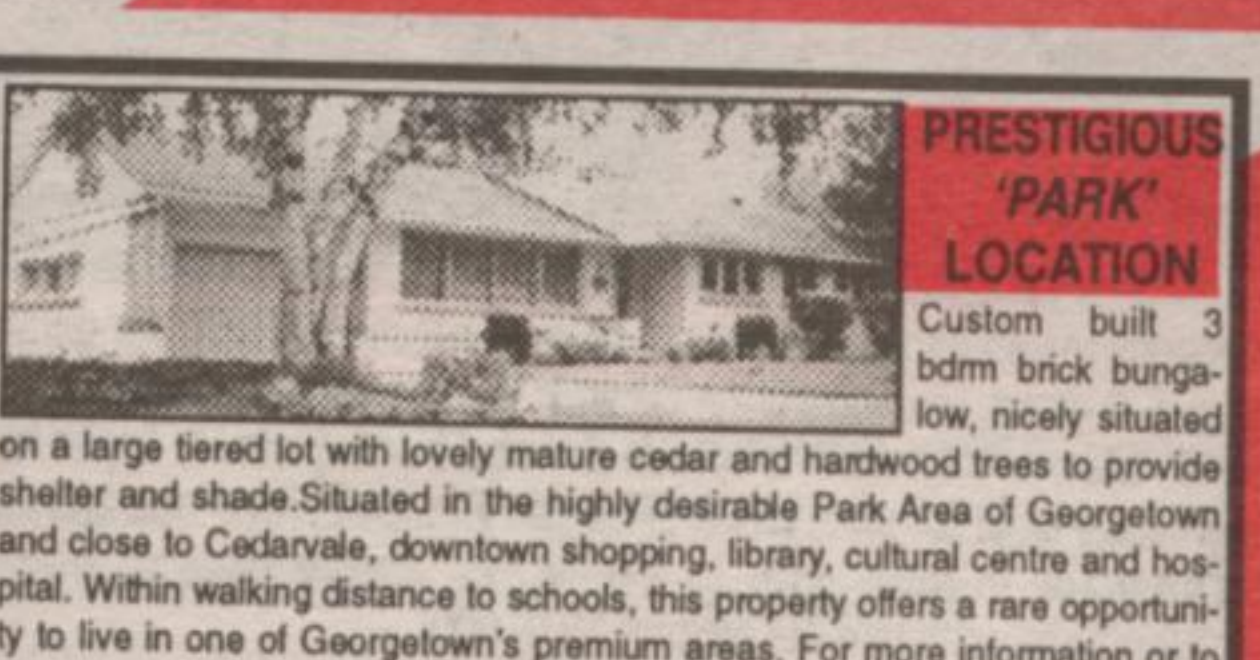 PRESTIGIOUS
'PARK'
LOCATION
Custom built 3
bdrm brick bunga-
low, nicely situated
on a large tiered lot with lovely mature cedar and hardwood trees to provide
shelter and shade.Situated in the highly desirable Park Area of Georgetown
and close to Cedarvale, downtown shopping, library, cultural centre and hos-
pital. Within walking distance to schools, this property offers a rare opportuni-
ty to live in one of Georgetown's premium areas. For more information or to